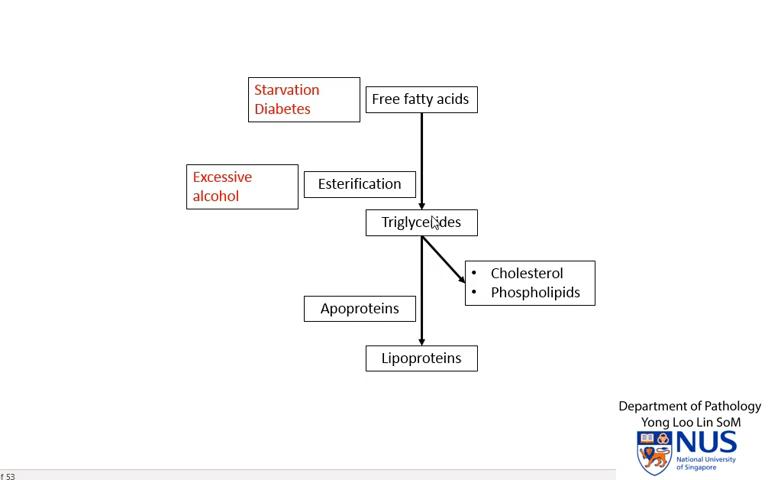 Starvation
Diabetes
Free fatty acids
Excessive
alcohol
Esterification
Triglycerides
• Cholesterol
• Phospholipids
Apoproteins
Lipoproteins
Department of Pathology
Yong Loo Lin SoM
NUS
National University
of Singapore
f 53